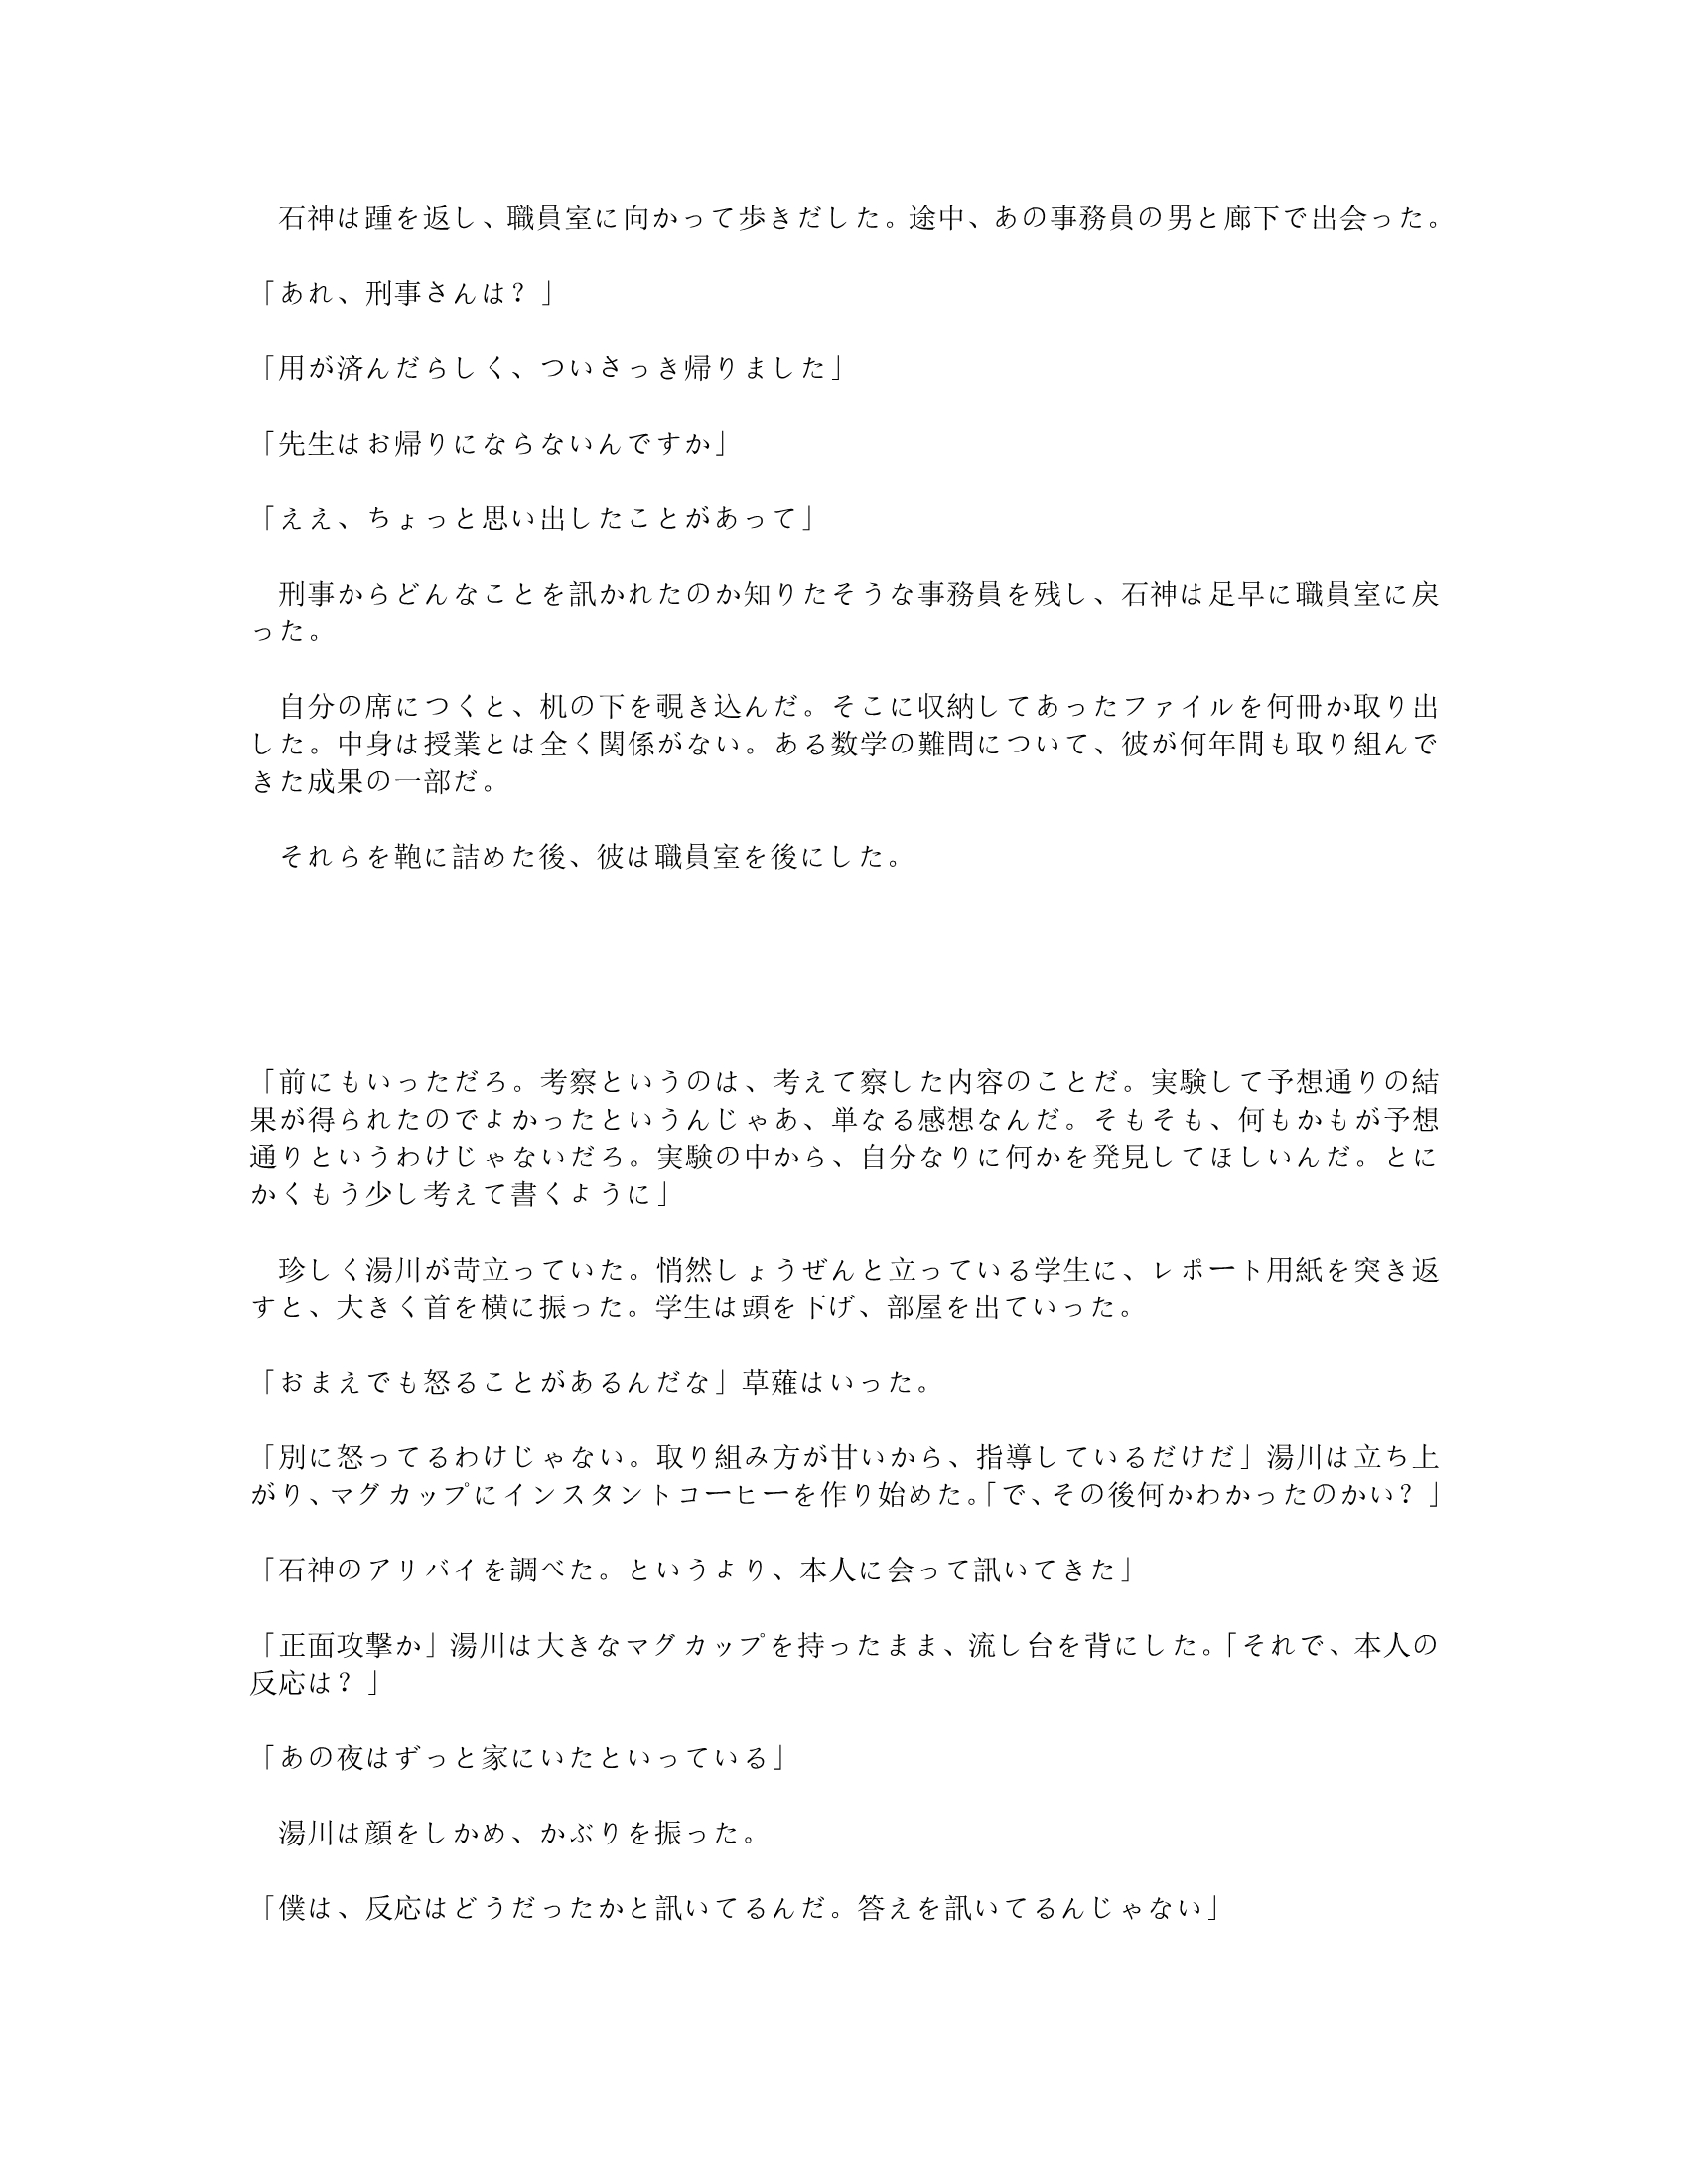 石神は踵を返し、職員室に向かって歩きだした。途中、あの事務員の男と廊下で出会った。
「あれ、刑事さんは？」
「用が済んだらしく、ついさっき帰りました」
「先生はお帰りにならないんですか」
「ええ、ちょっと思い出したことがあって」
刑事からどんなことを訊かれたのか知りたそうな事務員を残し、石神は足早に職員室に戻
った。
自分の席につくと、机の下を覗き込んだ。そこに収納してあったファイルを何冊か取り出
した。中身は授業とは全く関係がない。ある数学の難問について、彼が何年間も取り組んで
きた成果の一部だ。
それらを鞄に詰めた後、彼は職員室を後にした。
「前にもいっただろ。考察というのは、考えて察した内容のことだ。実験して予想通りの結
果が得られたのでよかったというんじゃあ、単なる感想なんだ。そもそも、何もかもが予想
通りというわけじゃないだろ。実験の中から、自分なりに何かを発見してほしいんだ。とに
かくもう少し考えて書くように」
珍しく湯川が苛立っていた。悄然しょうぜんと立っている学生に、レポート用紙を突き返
すと、大きく首を横に振った。学生は頭を下げ、部屋を出ていった。
「おまえでも怒ることがあるんだな」草薙はいった。
「別に怒ってるわけじゃない。取り組み方が甘いから、指導しているだけだ」湯川は立ち上
がり、マグカップにインスタントコーヒーを作り始めた。「で、その後何かわかったのかい？」
「石神のアリバイを調べた。というより、本人に会って訊いてきた」
「正面攻撃か」湯川は大きなマグカップを持ったまま、流し台を背にした。「それで、本人の
反応は？」
「あの夜はずっと家にいたといっている」
湯川は顔をしかめ、かぶりを振った。
「僕は、反応はどうだったかと訊いてるんだ。答えを訊いてるんじゃない」